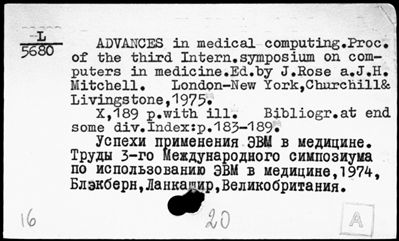 L
5680
ADVANCES in medical computing.Proc.
of the third Intern.symposium on com-
puters in medicine.Ed.by J.Rose a.J.H.
Mitchell. London-New York,Churchill&
Livingstone,1975.
X,189 p.with ill. Bibliogr.at end
some div.Index:p.183-189.
Успехи применения ЭВМ в медицине.
Труды 3-го Международного симпозиума
по использованию ЭВМ в медицине,1974,
Блэкберн,Ланкашир,Великобритания.
16 20 A